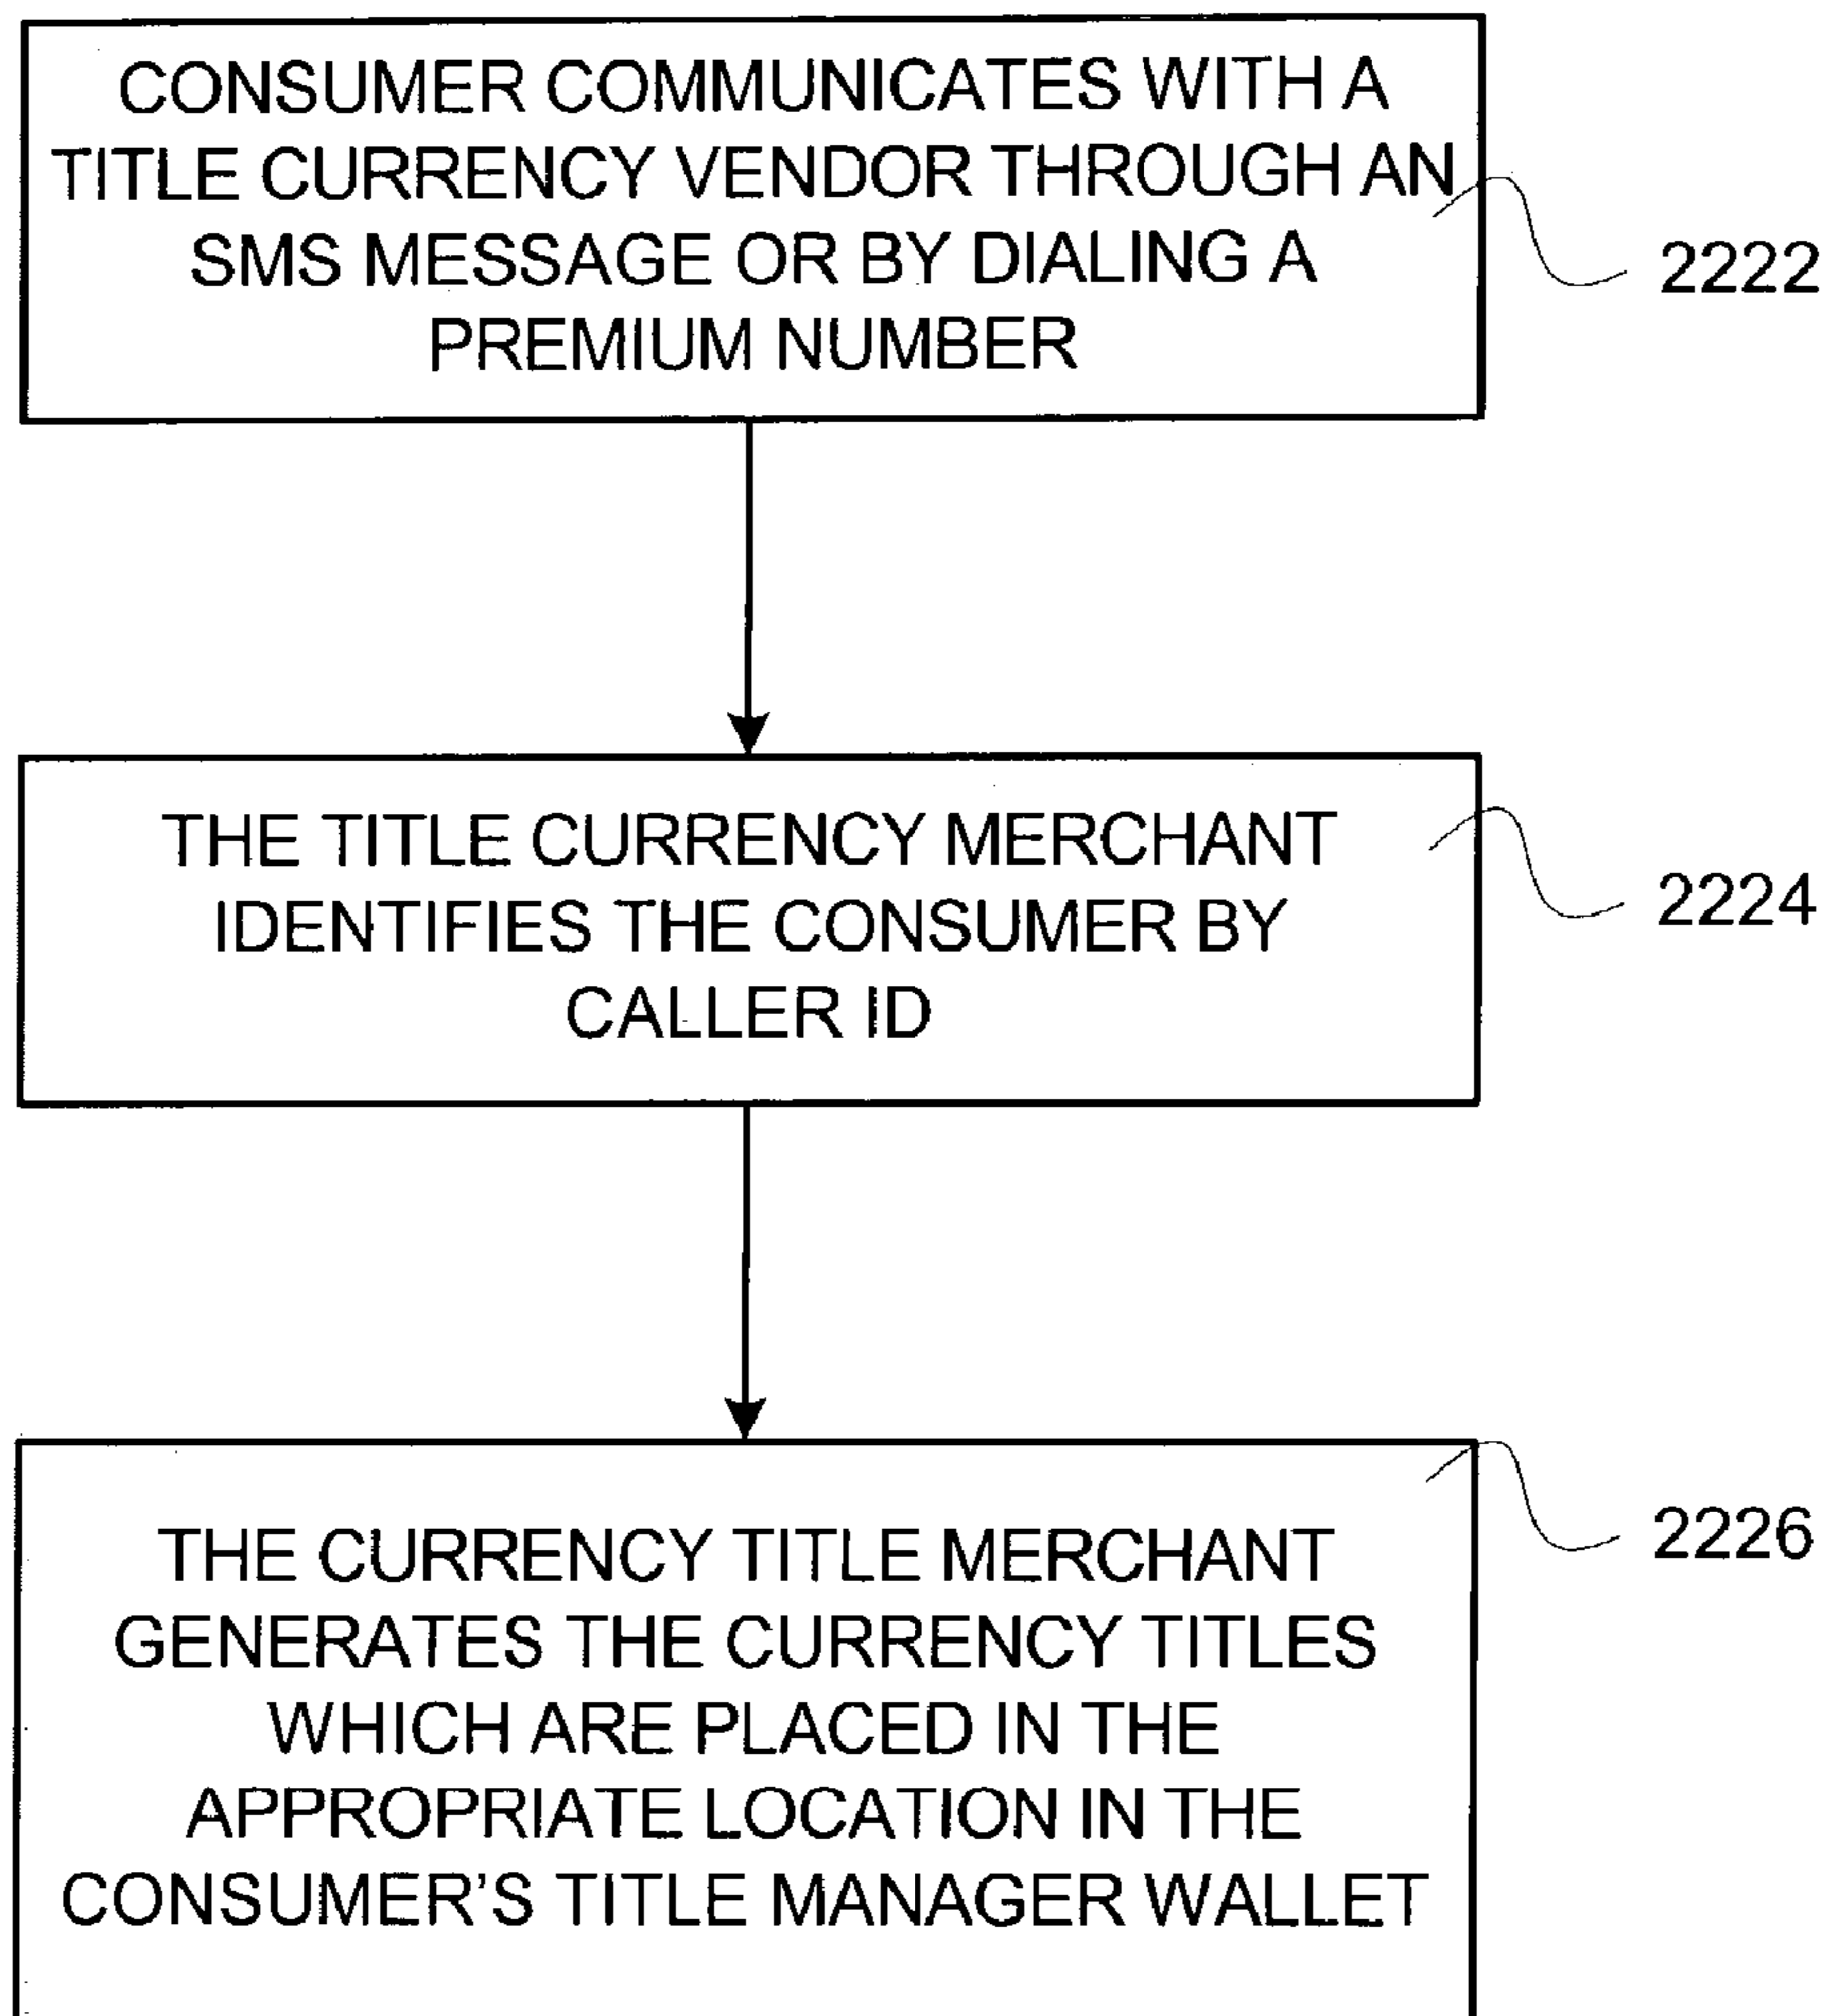 CONSUMER COMMUNICATES WITH A
TITLE CURRENCY VENDOR THROUGH AN
SMS MESSAGE OR BY DIALING A
PREMIUM NUMBER
2222
THE TITLE CURRENCY MERCHANT
IDENTIFIES THE CONSUMER BY
CALLER ID
2224
THE CURRENCY TITLE MERCHANT
GENERATES THE CURRENCY TITLES
WHICH ARE PLACED IN THE
APPROPRIATE LOCATION IN THE
CONSUMER'S TITLE MANAGER WALLET
2226